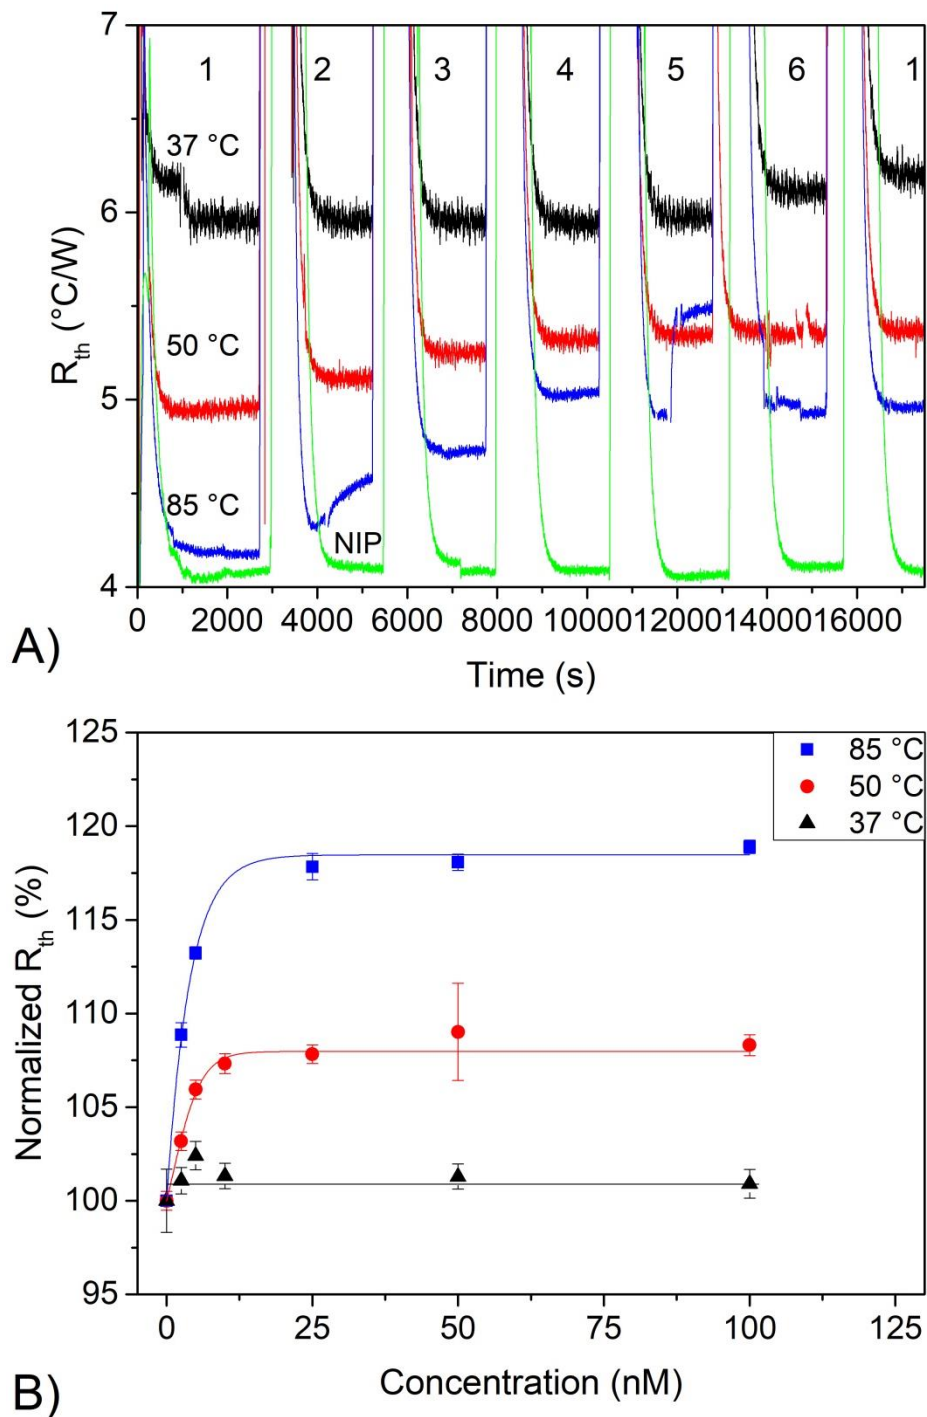 7
6
5
4
R_th (°C/W)
1 2 3 4 5 6 1
37 °C
50 °C
85 °C
NIP
0 2000 4000 6000 8000 10000 12000 14000 16000
A)
Time (s)
125
120
115
110
105
100
95
Normalized R_th (%)
85 °C
50 °C
37 °C
0 25 50 75 100 125
Concentration (nM)
B)